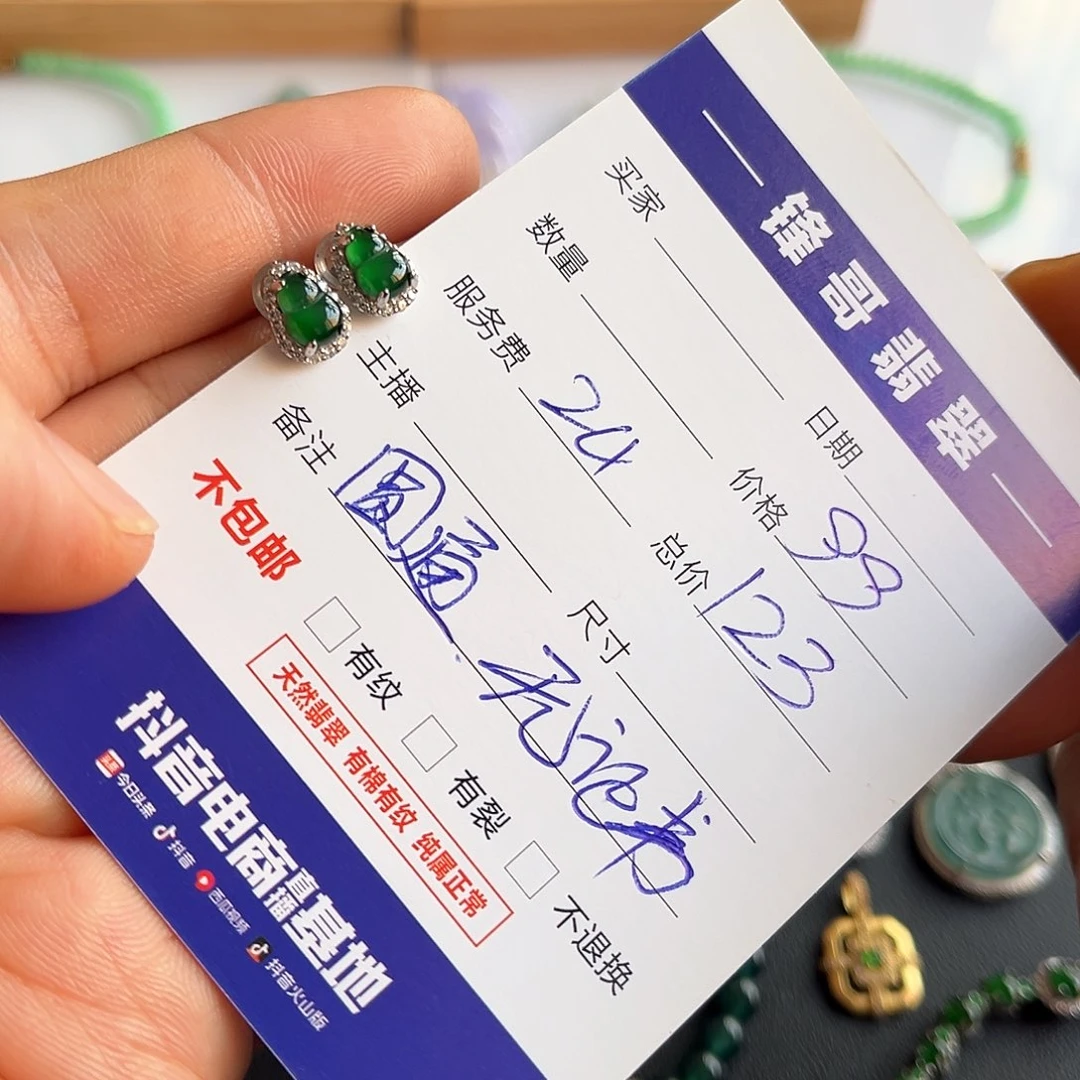 锋哥翡翠
买家 日期
数量 价格 99
服务费 24 总价 123
主播 尺寸
备注 圆通 无证书
不包邮 有纹 有裂 不退换
天然翡翠 有棉有纹 纯属正常
抖音电商直播基地
今日头条 抖音 西瓜视频 抖音火山版